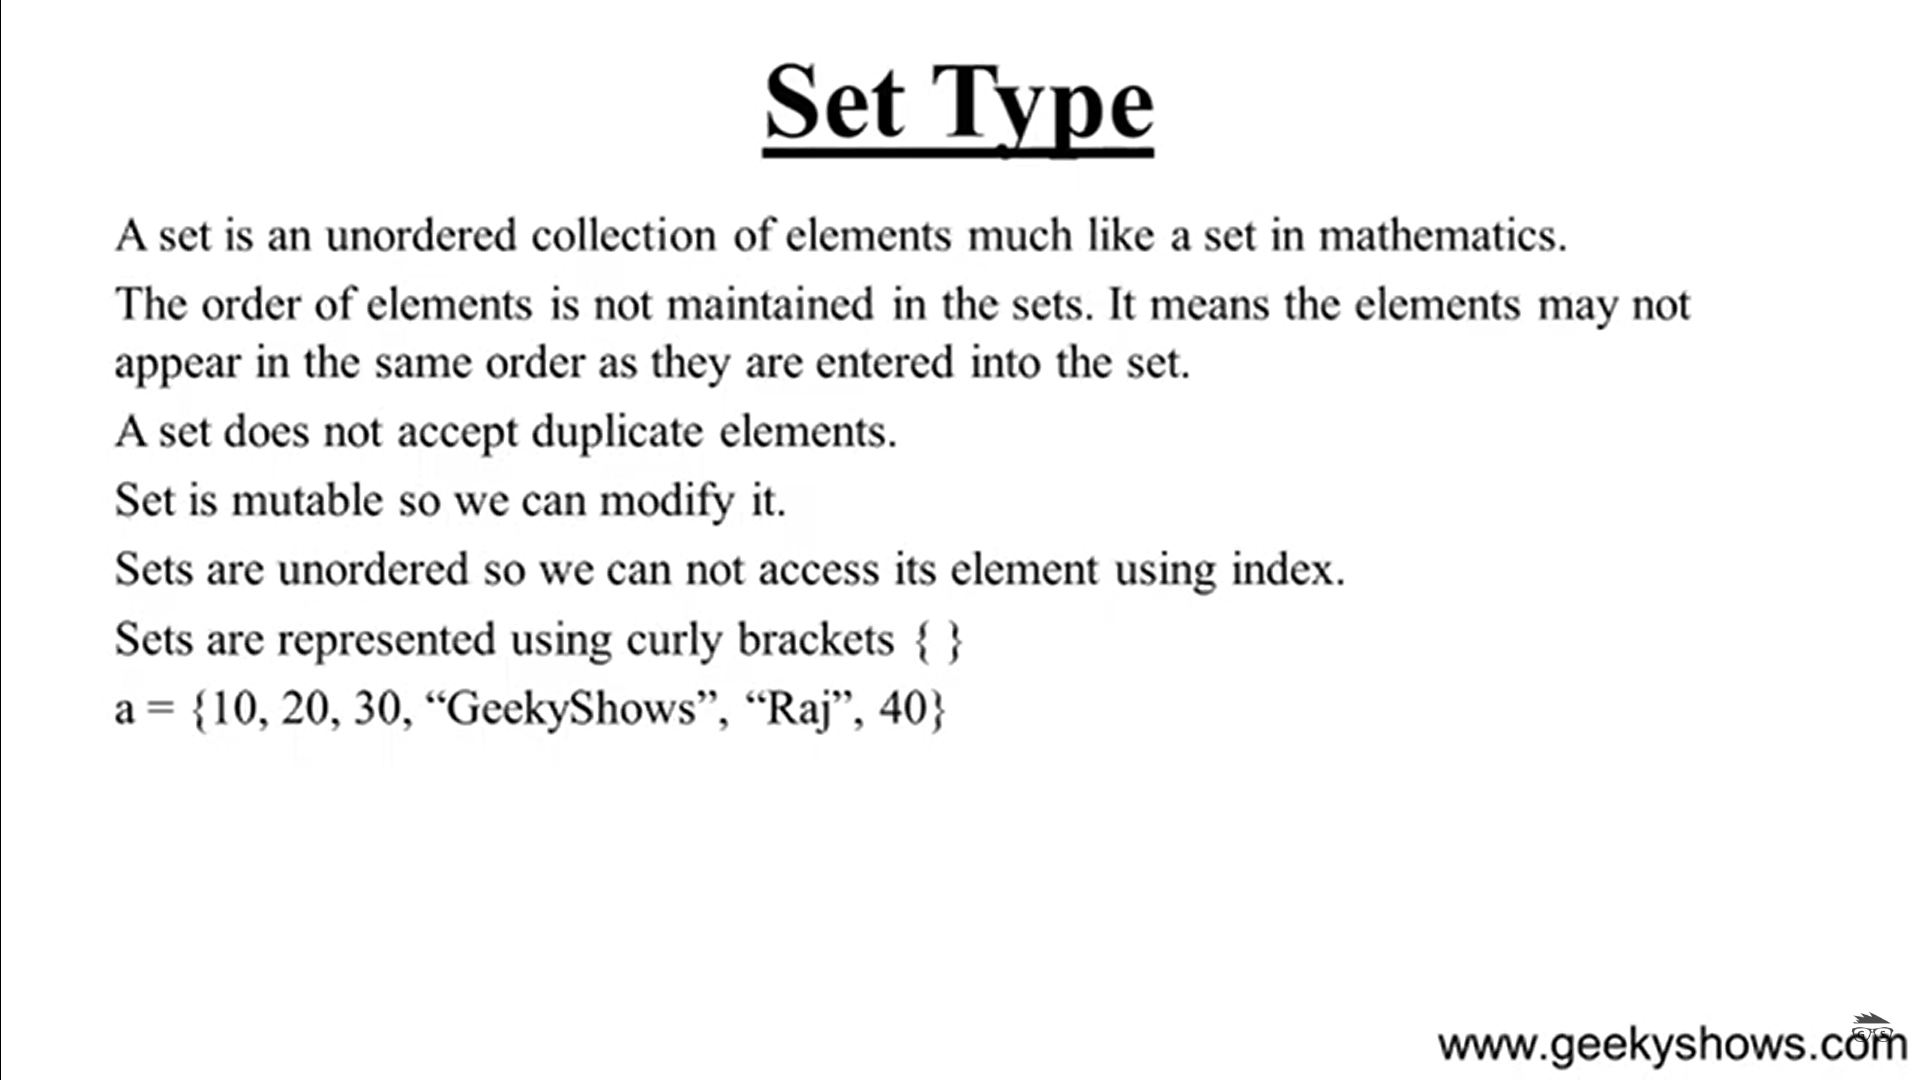 Set Type
A set is an unordered collection of elements much like a set in mathematics.
The order of elements is not maintained in the sets. It means the elements may not
appear in the same order as they are entered into the set.
A set does not accept duplicate elements.
Set is mutable so we can modify it.
Sets are unordered so we can not access its element using index.
Sets are represented using curly brackets { }
a = {10, 20, 30, “GeekyShows”, “Raj”, 40}
www.geekyshows.com